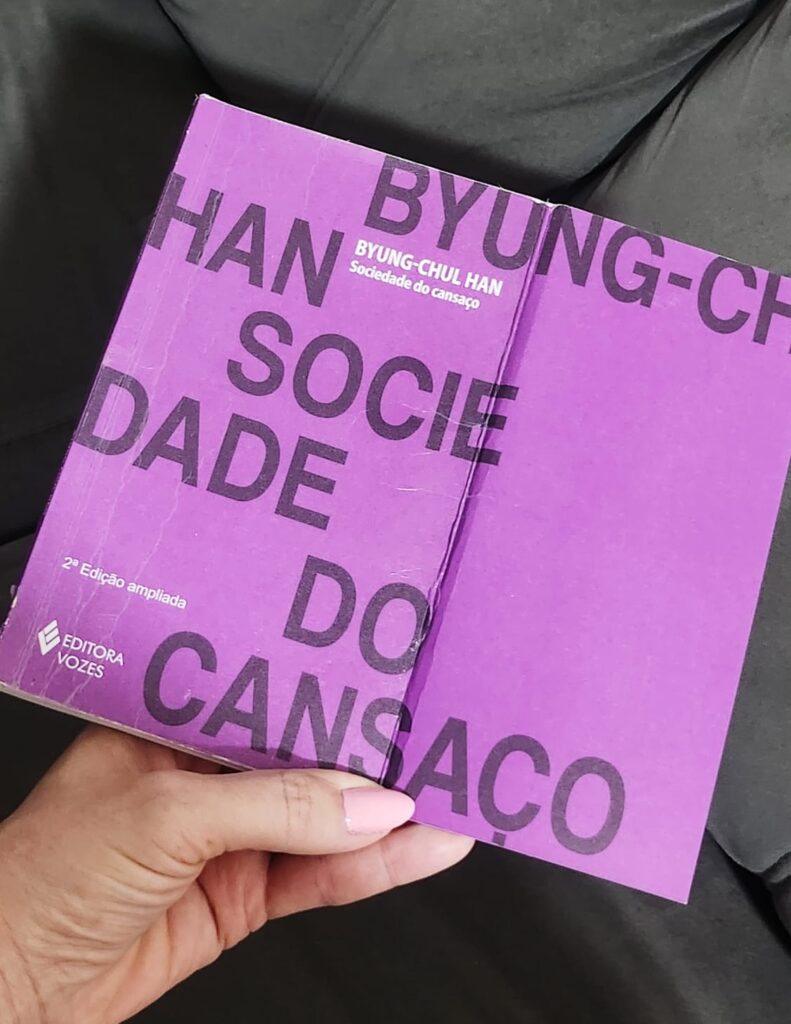 BYUNG-CH
HAN
BYUNG-CHUL HAN
Sociedade do cansaço
SOCIE
DADE
2ª Edição ampliada
DO
EDITORA
VOZES
CANSAÇO